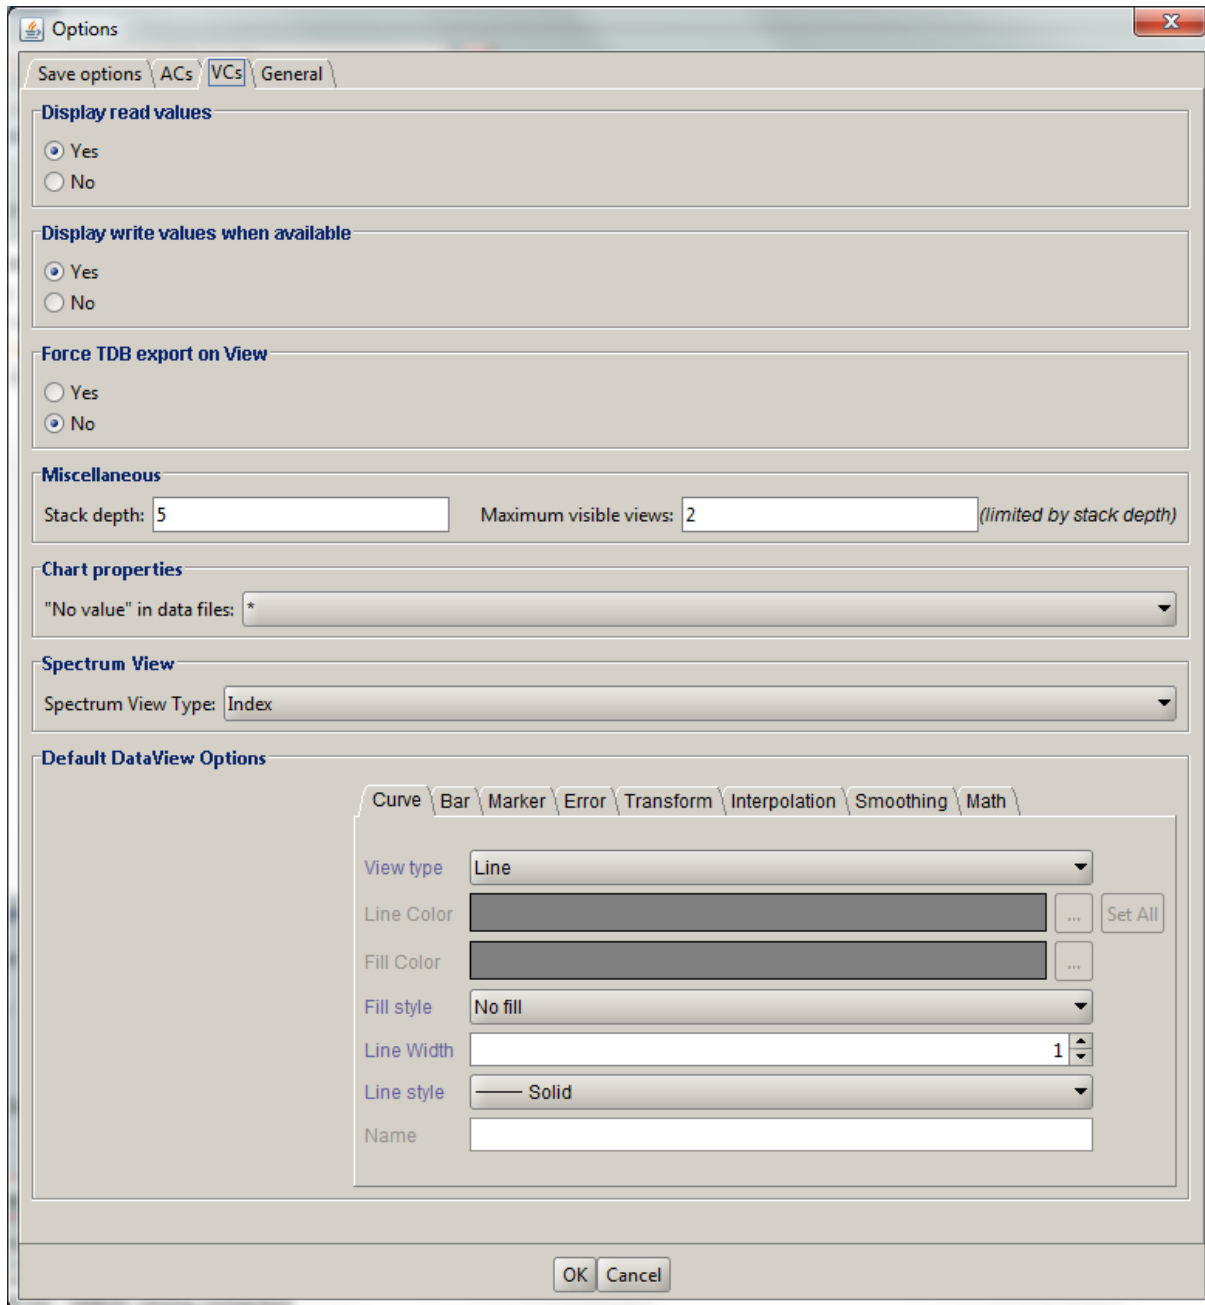 Options
Save options ACs VCs General
Display read values
Yes
No
Display write values when available
Yes
No
Force TDB export on View
Yes
No
Miscellaneous
Stack depth: 5 Maximum visible views: 2 (limited by stack depth)
Chart properties
"No value" in data files: *
Spectrum View
Spectrum View Type: Index
Default DataView Options
Curve Bar Marker Error Transform Interpolation Smoothing Math
View type Line
Line Color ... Set All
Fill Color ...
Fill style No fill
Line Width 1
Line style Solid
Name
OK Cancel